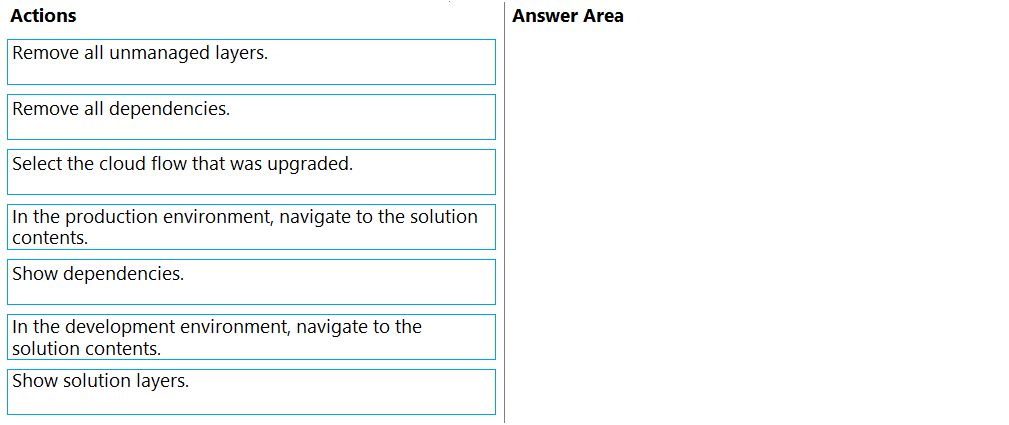 Actions
Answer Area
Remove all unmanaged layers.
Remove all dependencies.
Select the cloud flow that was upgraded.
In the production environment, navigate to the solution
contents.
Show dependencies.
In the development environment, navigate to the
solution contents.
Show solution layers.